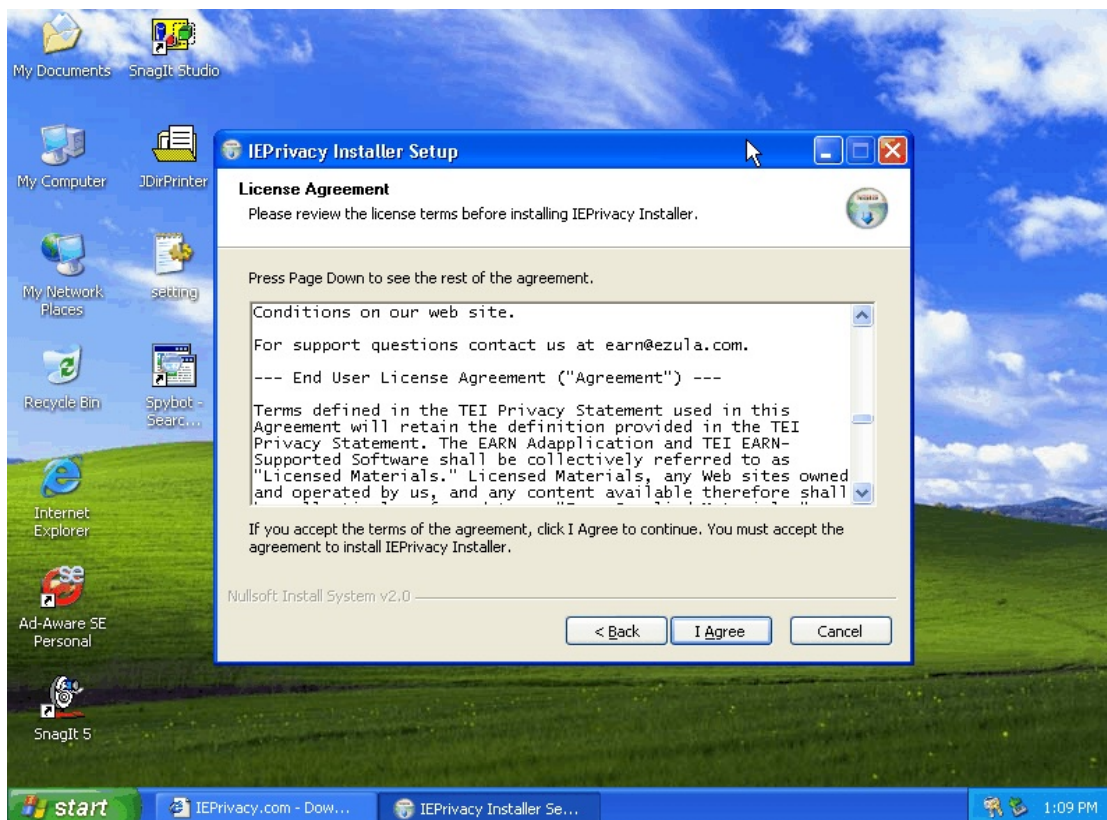 My Documents
SnagIt Studio
My Computer
JDirPrinter
My Network
Places
setting
Recycle Bin
Spybot -
Searc...
Internet
Explorer
Ad-Aware SE
Personal
SnagIt 5
IEPrivacy Installer Setup
License Agreement
Please review the license terms before installing IEPrivacy Installer.
Press Page Down to see the rest of the agreement.
Conditions on our web site.
For support questions contact us at earn@ezula.com.
--- End User License Agreement ("Agreement") ---
Terms defined in the TEI Privacy Statement used in this
Agreement will retain the definition provided in the TEI
Privacy Statement. The EARN Adapplication and TEI EARN-
Supported Software shall be collectively referred to as
"Licensed Materials." Licensed Materials, any Web sites owned
and operated by us, and any content available therefore shall
If you accept the terms of the agreement, click I Agree to continue. You must accept the
agreement to install IEPrivacy Installer.
Nullsoft Install System v2.0
< Back
I Agree
Cancel
start
IEPrivacy.com - Dow...
IEPrivacy Installer Se...
1:09 PM